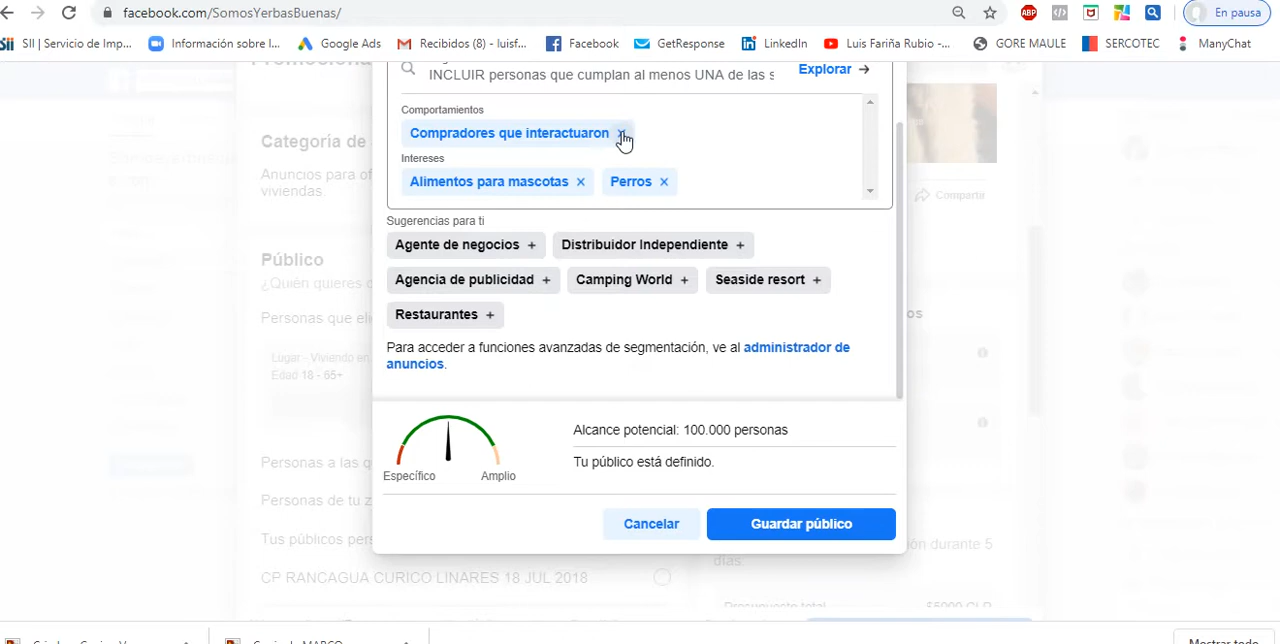 facebook.com/SomosYerbasBuenas/
ABP
En pausa
SII | Servicio de Imp...
Información sobre l...
Google Ads
Recibidos (8) - luisf...
Facebook
GetResponse
LinkedIn
Luis Fariña Rubio -...
GORE MAULE
SERCOTEC
ManyChat
INCLUIR personas que cumplan al menos UNA de las s
Explorar →
Comportamientos
Compradores que interactuaron ×
Intereses
Alimentos para mascotas × Perros ×
Sugerencias para ti
Agente de negocios + Distribuidor Independiente +
Agencia de publicidad + Camping World + Seaside resort +
Restaurantes +
Para acceder a funciones avanzadas de segmentación, ve al administrador de
anuncios.
Específico Amplio
Alcance potencial: 100.000 personas
Tu público está definido.
Cancelar Guardar público
Categoría de
Anuncios para of
viviendas.
Público
¿Quién quieres
Personas que eli
Lugar - Viviendo en
Edad 18 - 65+
Personas a las q
Personas de tu z
Tus públicos pers
CP RANCAGUA CURICO LINARES 18 JUL 2018
Compartir
durante 5
días.
Presupuesto total $5000 CLP
Mostrar todo